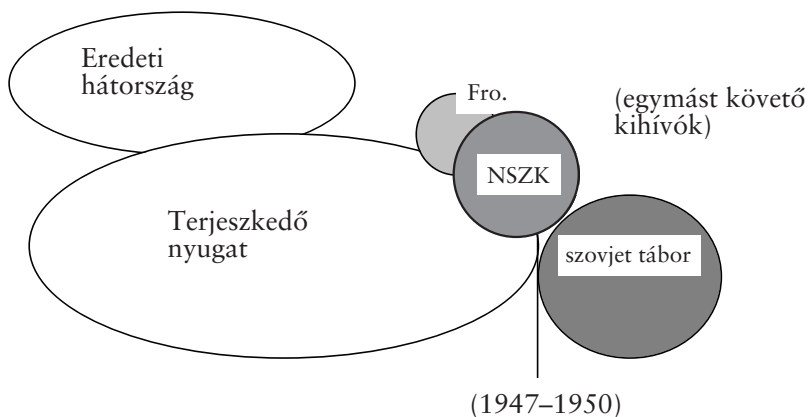 Eredeti
hátország
Fro.
(egymást követő
kihívók)
NSZK
Terjeszkedő
nyugat
szovjet tábor
(1947–1950)